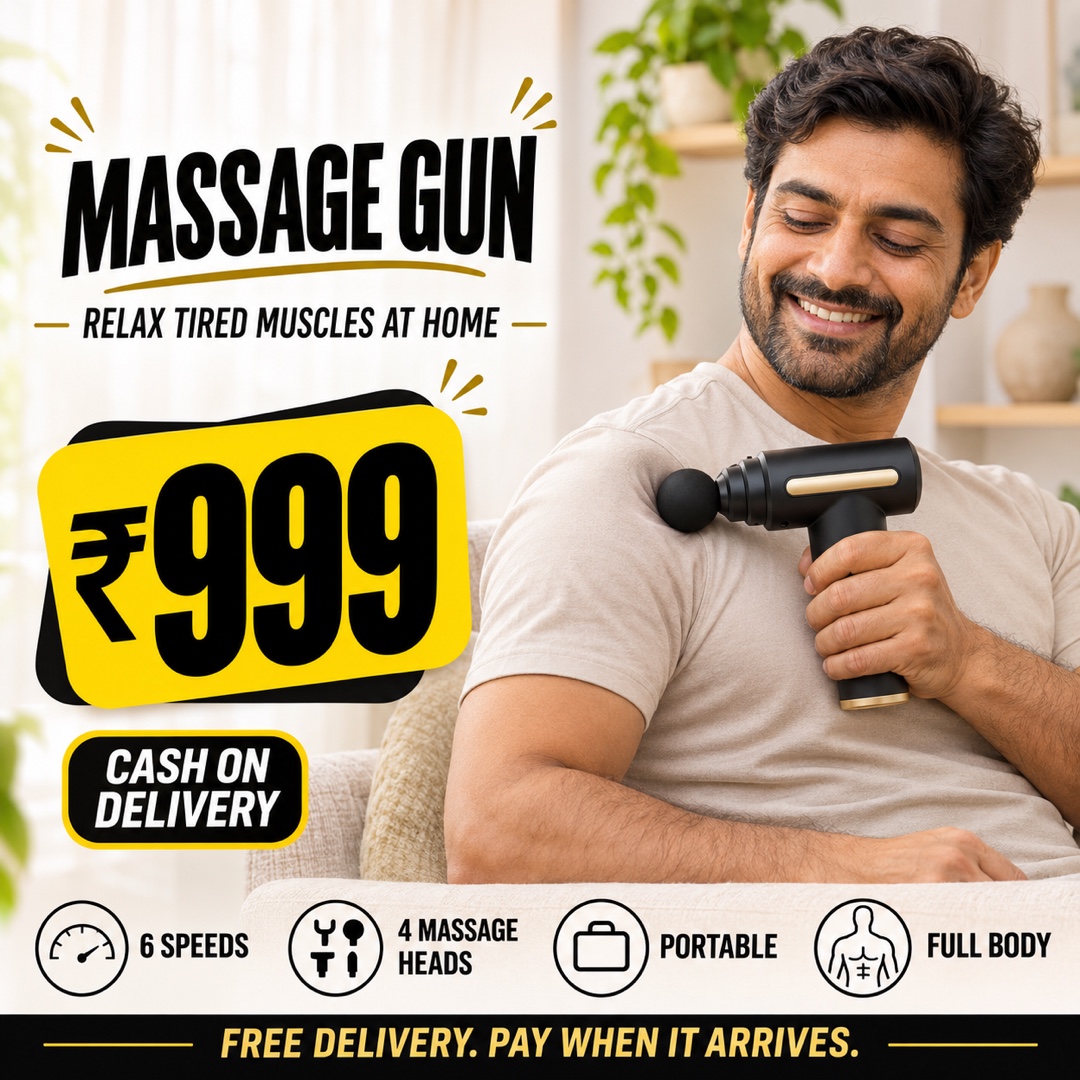 MASSAGE GUN
RELAX TIRED MUSCLES AT HOME
₹999
CASH ON
DELIVERY
6 SPEEDS
4 MASSAGE
HEADS
PORTABLE
FULL BODY
FREE DELIVERY. PAY WHEN IT ARRIVES.